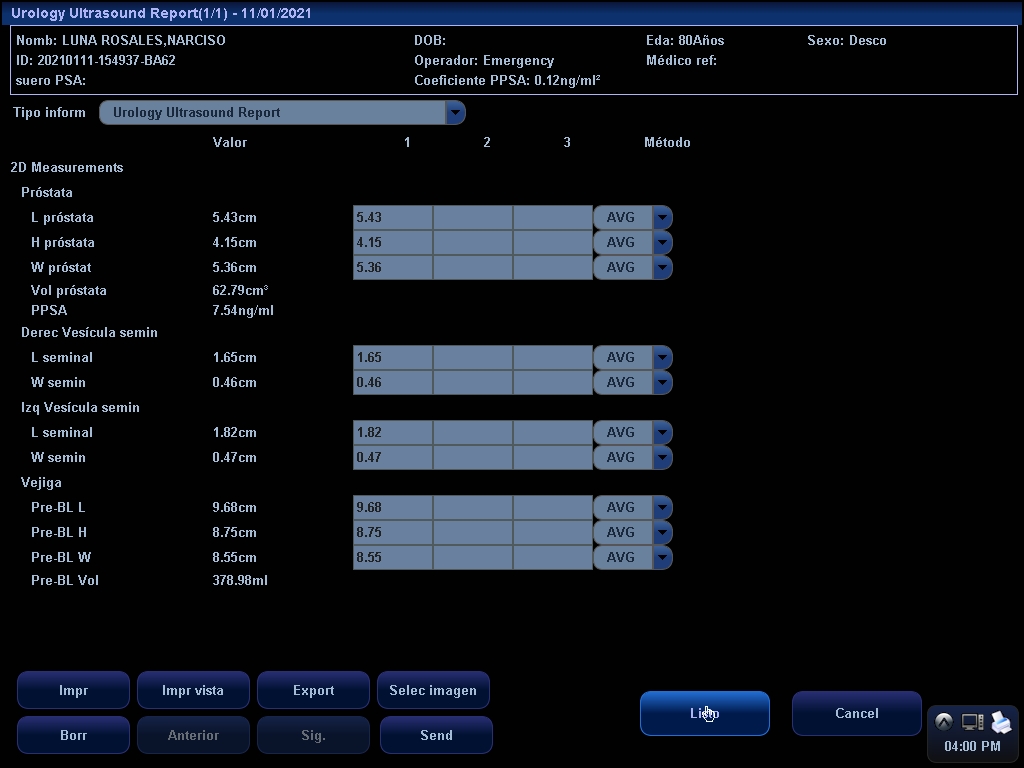 Urology Ultrasound Report(1/1) - 11/01/2021
Nomb: LUNA ROSALES,NARCISO DOB: Eda: 80Años Sexo: Desco
ID: 20210111-154937-BA62 Operador: Emergency Médico ref:
suero PSA: Coeficiente PPSA: 0.12ng/ml²
Tipo inform Urology Ultrasound Report
Valor 1 2 3 Método
2D Measurements
Próstata
L próstata 5.43cm 5.43 AVG
H próstata 4.15cm 4.15 AVG
W próstat 5.36cm 5.36 AVG
Vol próstata 62.79cm³
PPSA 7.54ng/ml
Derec Vesícula semin
L seminal 1.65cm 1.65 AVG
W semin 0.46cm 0.46 AVG
Izq Vesícula semin
L seminal 1.82cm 1.82 AVG
W semin 0.47cm 0.47 AVG
Vejiga
Pre-BL L 9.68cm 9.68 AVG
Pre-BL H 8.75cm 8.75 AVG
Pre-BL W 8.55cm 8.55 AVG
Pre-BL Vol 378.98ml
Impr Impr vista Export Selec imagen
Listo Cancel
Borr Anterior Sig. Send
04:00 PM